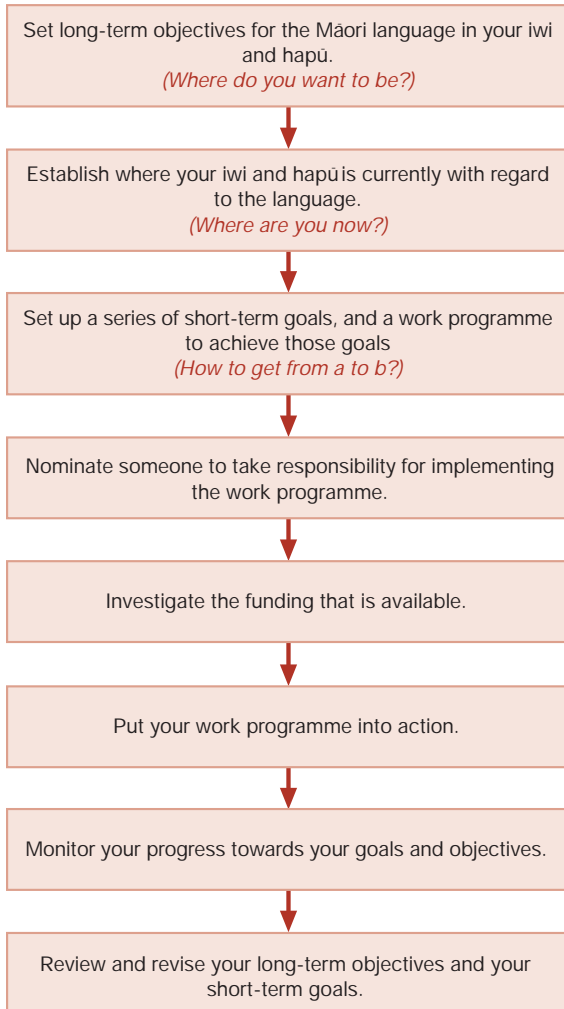 Set long-term objectives for the Māori language in your iwi
and hapū.
(Where do you want to be?)
Establish where your iwi and hapū is currently with regard
to the language.
(Where are you now?)
Set up a series of short-term goals, and a work programme
to achieve those goals
(How to get from a to b?)
Nominate someone to take responsibility for implementing
the work programme.
Investigate the funding that is available.
Put your work programme into action.
Monitor your progress towards your goals and objectives.
Review and revise your long-term objectives and your
short-term goals.